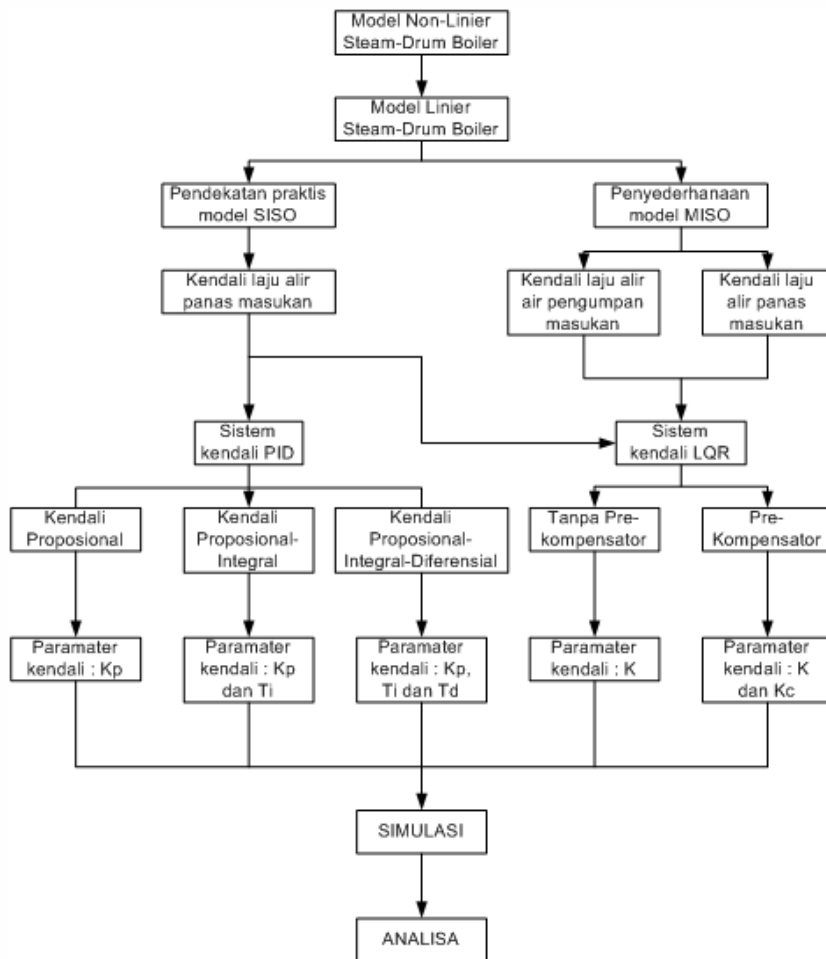 Model Non-Linier
Steam-Drum Boiler
Model Linier
Steam-Drum Boiler
Pendekatan praktis
model SISO
Penyederhanaan
model MISO
Kendali laju alir
panas masukan
Kendali laju alir
air pengumpan
masukan
Kendali laju
alir panas
masukan
Sistem
kendali PID
Sistem
kendali LQR
Kendali
Proposional
Kendali
Proposional-
Integral
Kendali
Proposional-
Integral-Diferensial
Tanpa Pre-
kompensator
Pre-
Kompensator
Paramater
kendali : Kp
Paramater
kendali : Kp
dan Ti
Paramater
kendali : Kp,
Ti dan Td
Paramater
kendali : K
Paramater
kendali : K
dan Kc
SIMULASI
ANALISA